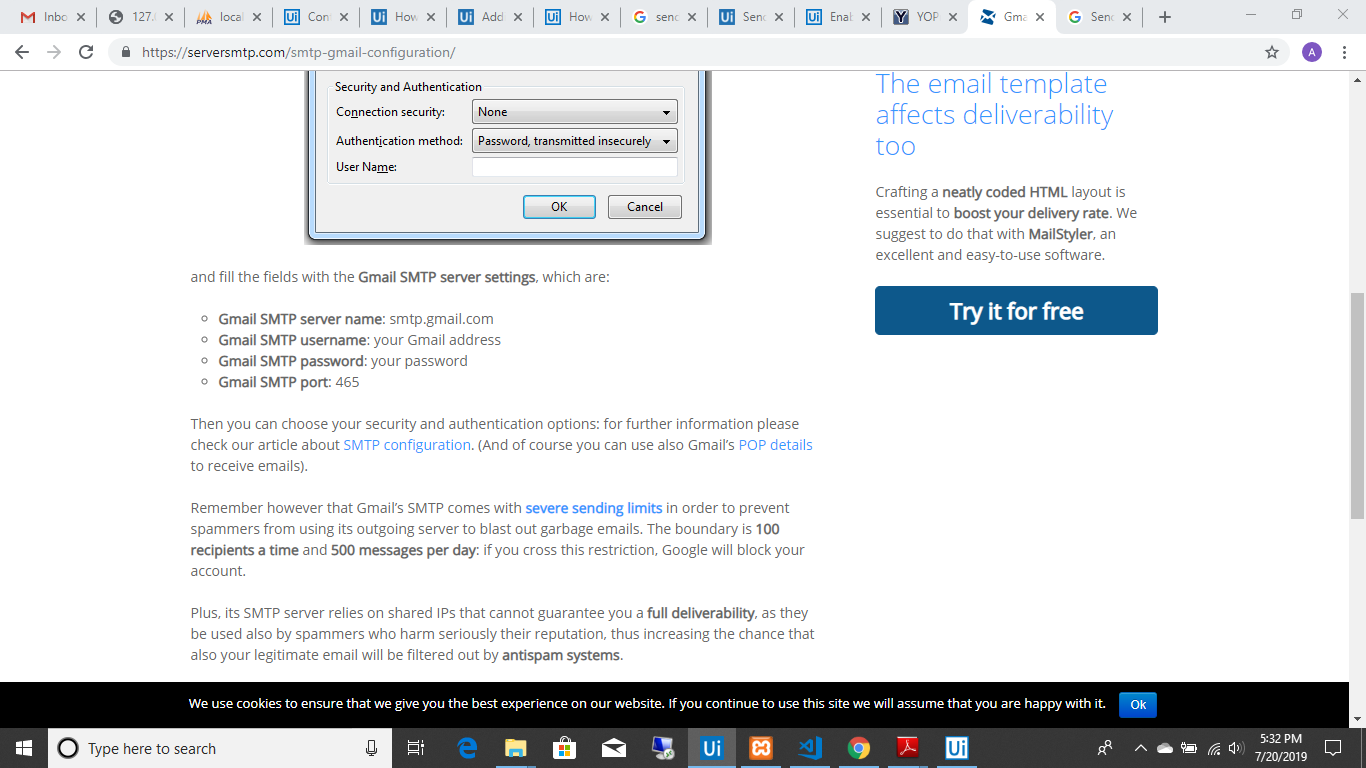 Inbo
127.
local
Con
How
Add
How
senc
Senc
Enal
YOP
Gma
Senc
https://serversmtp.com/smtp-gmail-configuration/
A
Security and Authentication
Connection security: None
Authentication method: Password, transmitted insecurely
User Name:
OK Cancel
and fill the fields with the Gmail SMTP server settings, which are:
Gmail SMTP server name: smtp.gmail.com
Gmail SMTP username: your Gmail address
Gmail SMTP password: your password
Gmail SMTP port: 465
Then you can choose your security and authentication options: for further information please
check our article about SMTP configuration. (And of course you can use also Gmail's POP details
to receive emails).
Remember however that Gmail's SMTP comes with severe sending limits in order to prevent
spammers from using its outgoing server to blast out garbage emails. The boundary is 100
recipients a time and 500 messages per day: if you cross this restriction, Google will block your
account.
Plus, its SMTP server relies on shared IPs that cannot guarantee you a full deliverability, as they
be used also by spammers who harm seriously their reputation, thus increasing the chance that
also your legitimate email will be filtered out by antispam systems.
The email template
affects deliverability
too
Crafting a neatly coded HTML layout is
essential to boost your delivery rate. We
suggest to do that with MailStyler, an
excellent and easy-to-use software.
Try it for free
We use cookies to ensure that we give you the best experience on our website. If you continue to use this site we will assume that you are happy with it. Ok
Type here to search
Ui
Ui
5:32 PM
7/20/2019